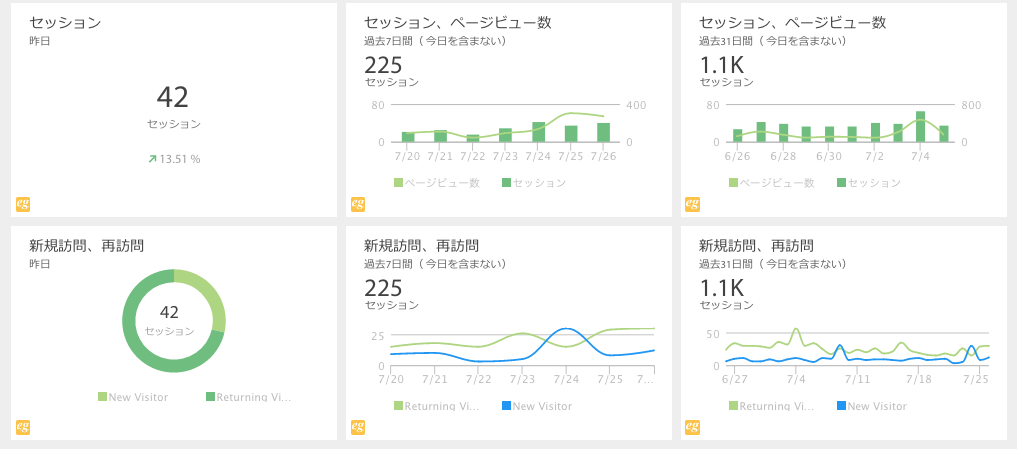 セッション
昨日
42
セッション
13.51 %
eg
セッション、ページビュー数
過去7日間（今日を含まない）
225
セッション
80
400
0
0
7/20 7/21 7/22 7/23 7/24 7/25 7/26
ページビュー数 セッション
eg
セッション、ページビュー数
過去31日間（今日を含まない）
1.1K
セッション
80
800
0
0
6/26 6/28 6/30 7/2 7/4
ページビュー数 セッション
eg
新規訪問、再訪問
昨日
42
セッション
New Visitor Returning Vi...
eg
新規訪問、再訪問
過去7日間（今日を含まない）
225
セッション
25
0
7/20 7/21 7/22 7/23 7/24 7/25 7...
Returning Vi... New Visitor
eg
新規訪問、再訪問
過去31日間（今日を含まない）
1.1K
セッション
50
0
6/27 7/4 7/11 7/18 7/25
Returning Vi... New Visitor
eg